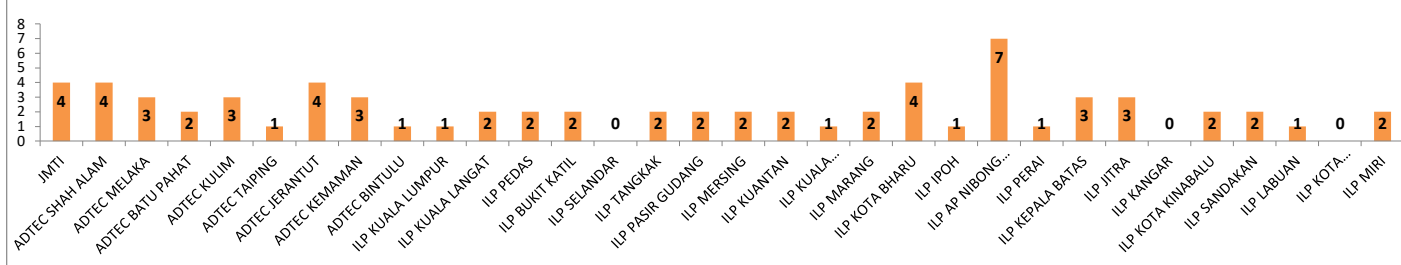 8
7
6
5
4
3
2
1
0
4
4
3
2
3
1
4
3
1
1
2
2
2
0
2
2
2
2
1
2
4
1
7
1
3
3
0
2
2
1
0
2
JMTI
ADTEC SHAH ALAM
ADTEC MELAKA
ADTEC BATU PAHAT
ADTEC KULIM
ADTEC TAIPING
ADTEC JERANTUT
ADTEC KEMAMAN
ADTEC BINTULU
ILP KUALA LUMPUR
ILP KUALA LANGAT
ILP PEDAS
ILP BUKIT KATIL
ILP SELANDAR
ILP TANGKAK
ILP PASIR GUDANG
ILP MERSING
ILP KUANTAN
ILP KUALA...
ILP MARANG
ILP KOTA BHARU
ILP IPOH
ILP AP NIBONG...
ILP PERAI
ILP KEPALA BATAS
ILP JITRA
ILP KANGAR
ILP KOTA KINABALU
ILP SANDAKAN
ILP LABUAN
ILP KOTA...
ILP MIRI